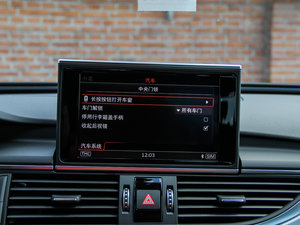 汽车
中央门锁
长按按钮打开车窗
车门解锁 所有车门
停用行李箱盖手柄
收起后视镜
汽车系统
12:03 SIM